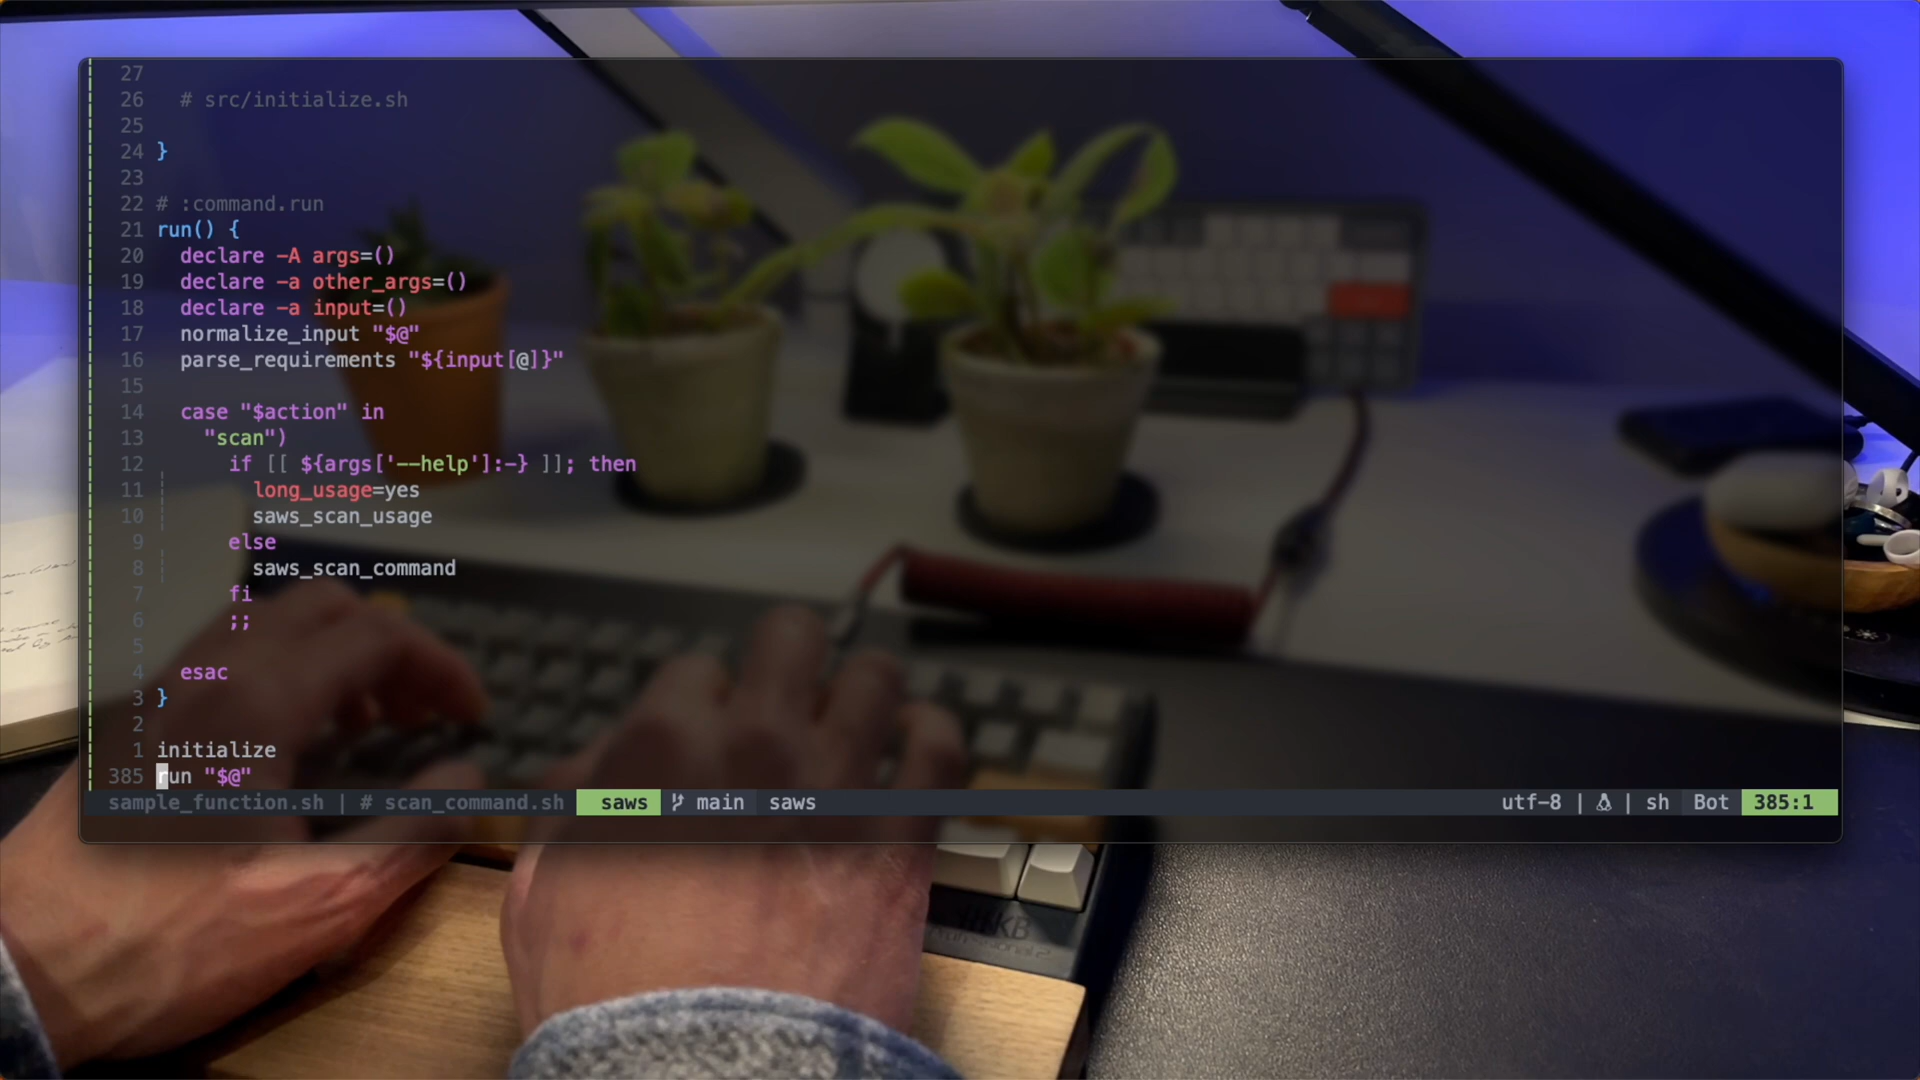 27
26 # src/initialize.sh
25
24 }
23
22 # :command.run
21 run() {
20 declare -A args=()
19 declare -a other_args=()
18 declare -a input=()
17 normalize_input "$@"
16 parse_requirements "${input[@]}"
15
14 case "$action" in
13 "scan")
12 if [[ ${args['--help']:-} ]]; then
11 long_usage=yes
10 saws_scan_usage
9 else
8 saws_scan_command
7 fi
6 ;;
5
4 esac
3 }
2
1 initialize
385 run "$@"
sample_function.sh | # scan_command.sh saws main saws utf-8 | | sh Bot 385:1